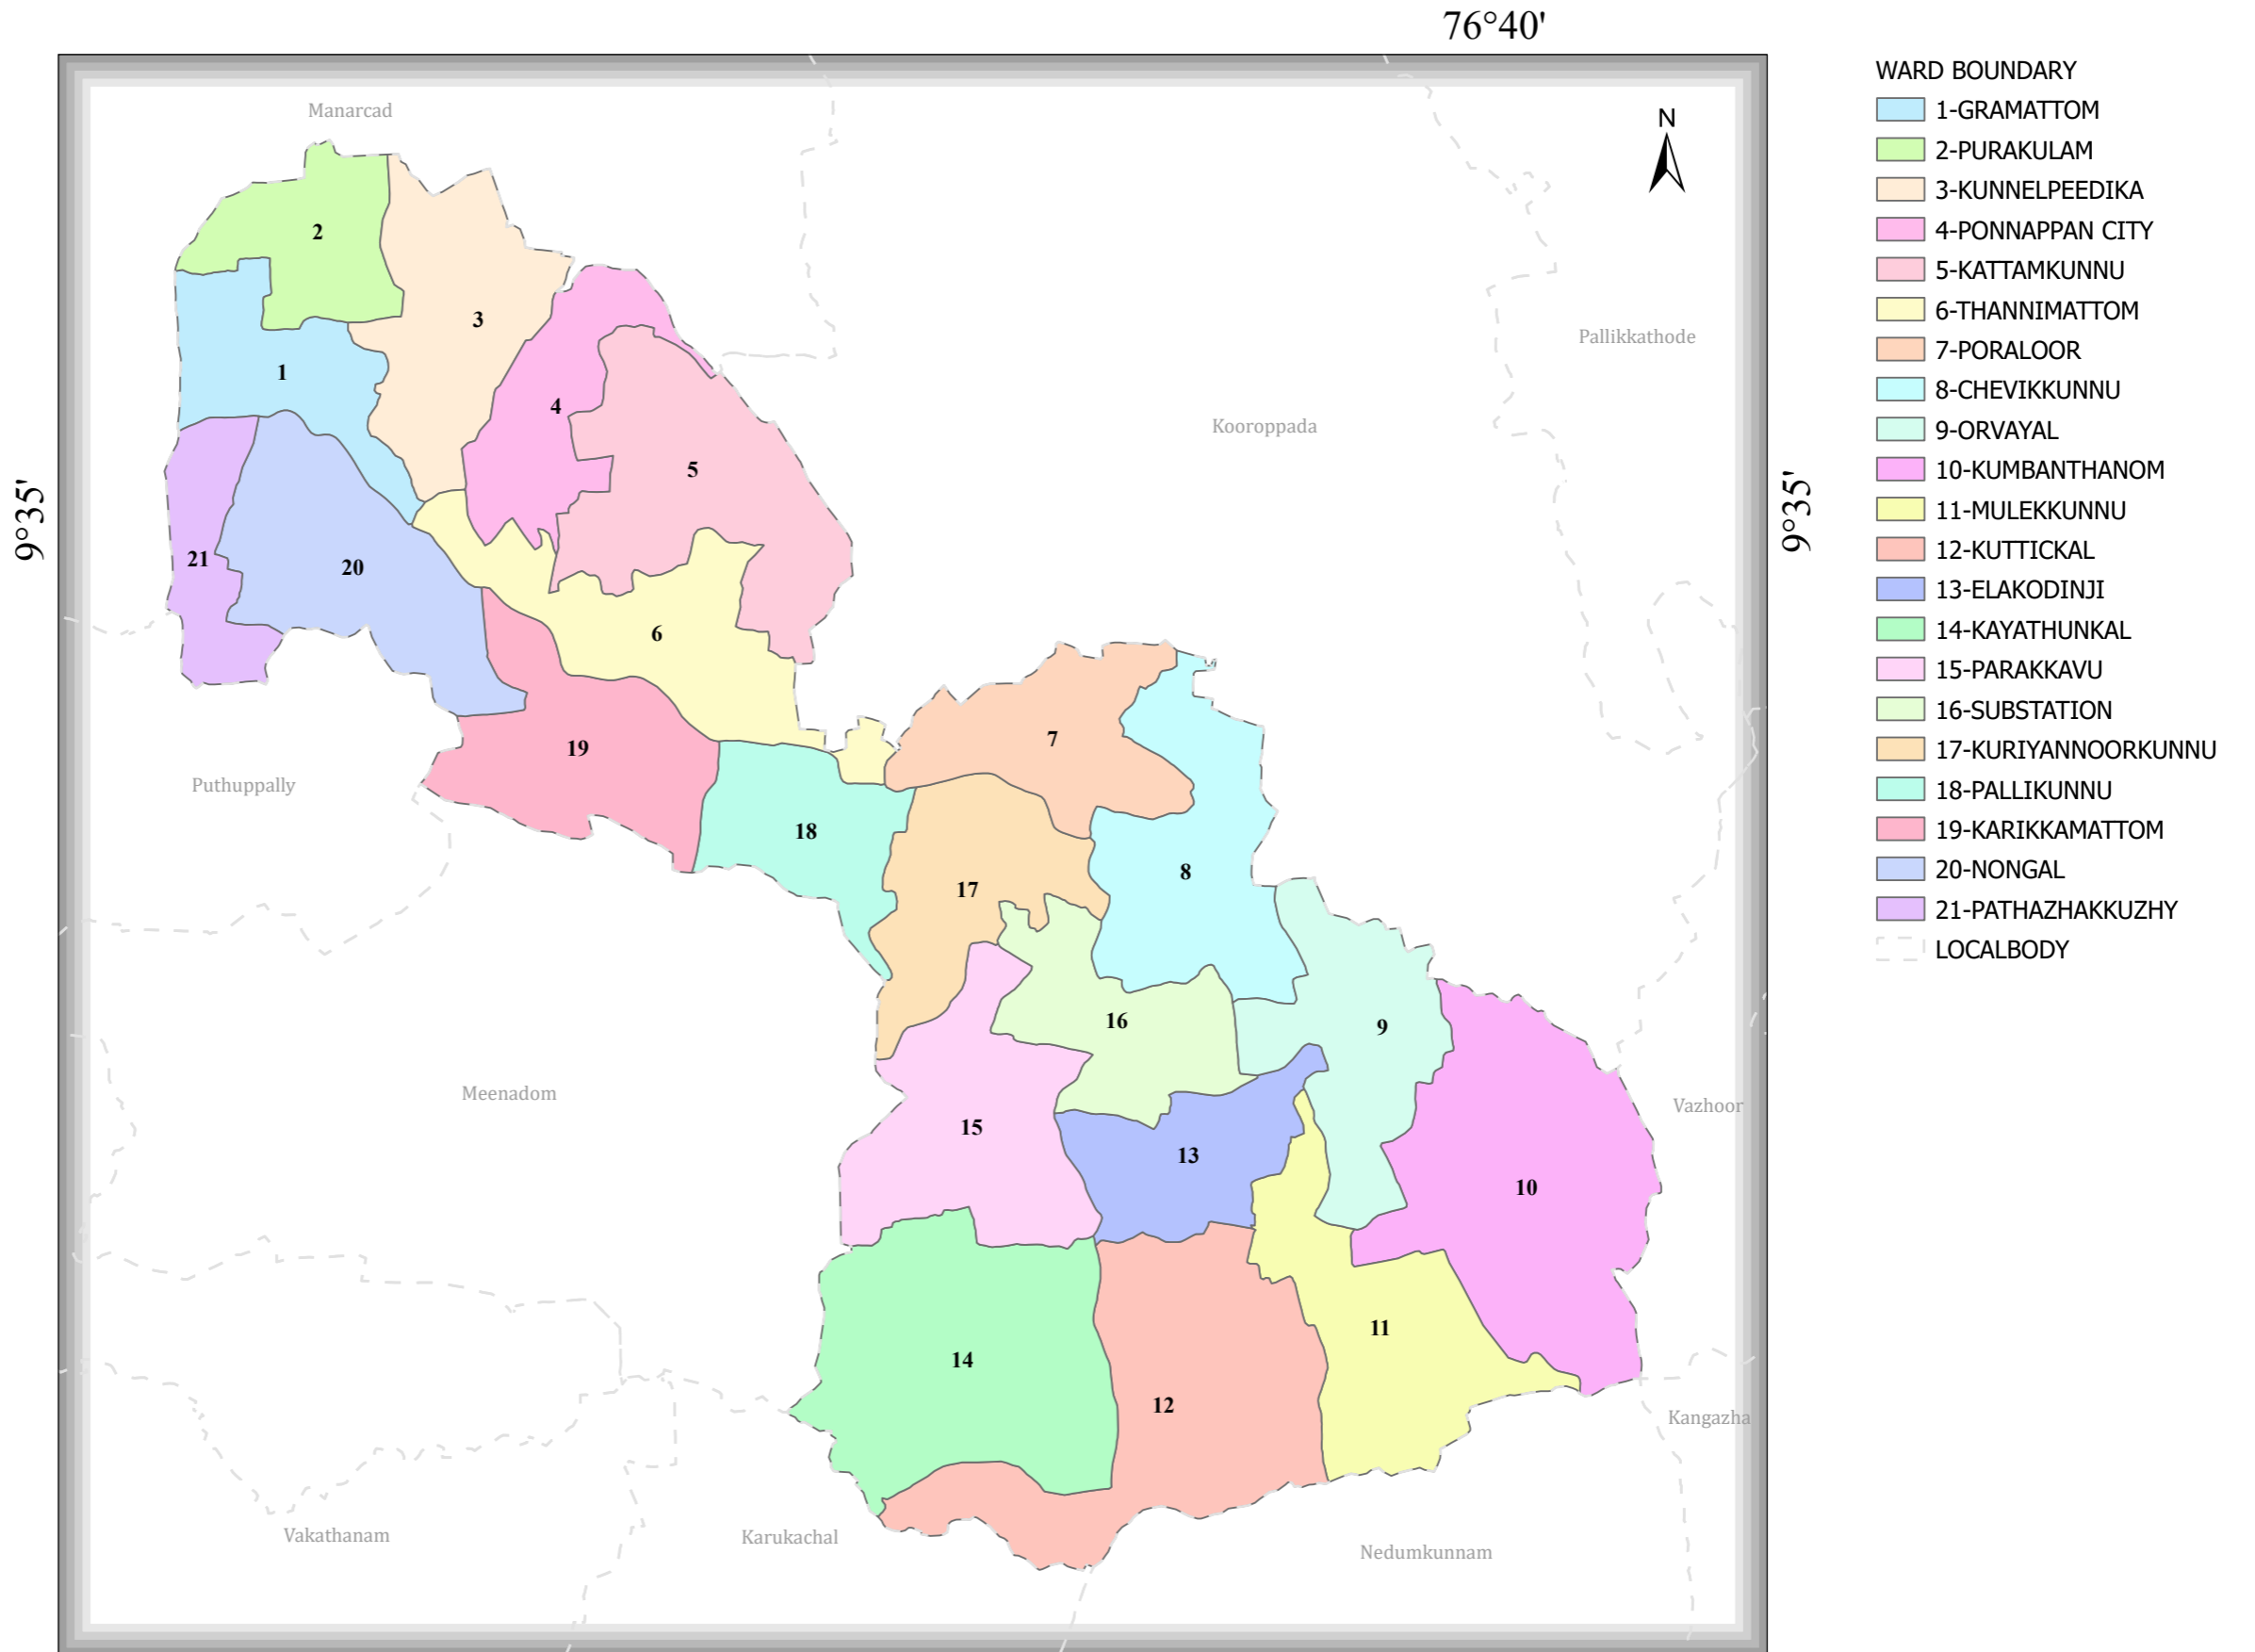 76°40'
Manarcad
N
2
3
Pallikkathode
1
4
Kooroppada
5
9°35'
9°35'
21
20
6
7
19
Puthuppally
18
8
17
16
9
Meenadom
Vazhoor
15
13
10
11
14
12
Kangazha
Vakathanam
Karukachal
Nedumkunnam
WARD BOUNDARY
1-GRAMATTOM
2-PURAKULAM
3-KUNNELPEEDIKA
4-PONNAPPAN CITY
5-KATTAMKUNNU
6-THANNIMATTOM
7-PORALOOR
8-CHEVIKKUNNU
9-ORVAYAL
10-KUMBANTHANOM
11-MULEKKUNNU
12-KUTTICKAL
13-ELAKODINJI
14-KAYATHUNKAL
15-PARAKKAVU
16-SUBSTATION
17-KURIYANNOORKUNNU
18-PALLIKUNNU
19-KARIKKAMATTOM
20-NONGAL
21-PATHAZHAKKUZHY
LOCALBODY